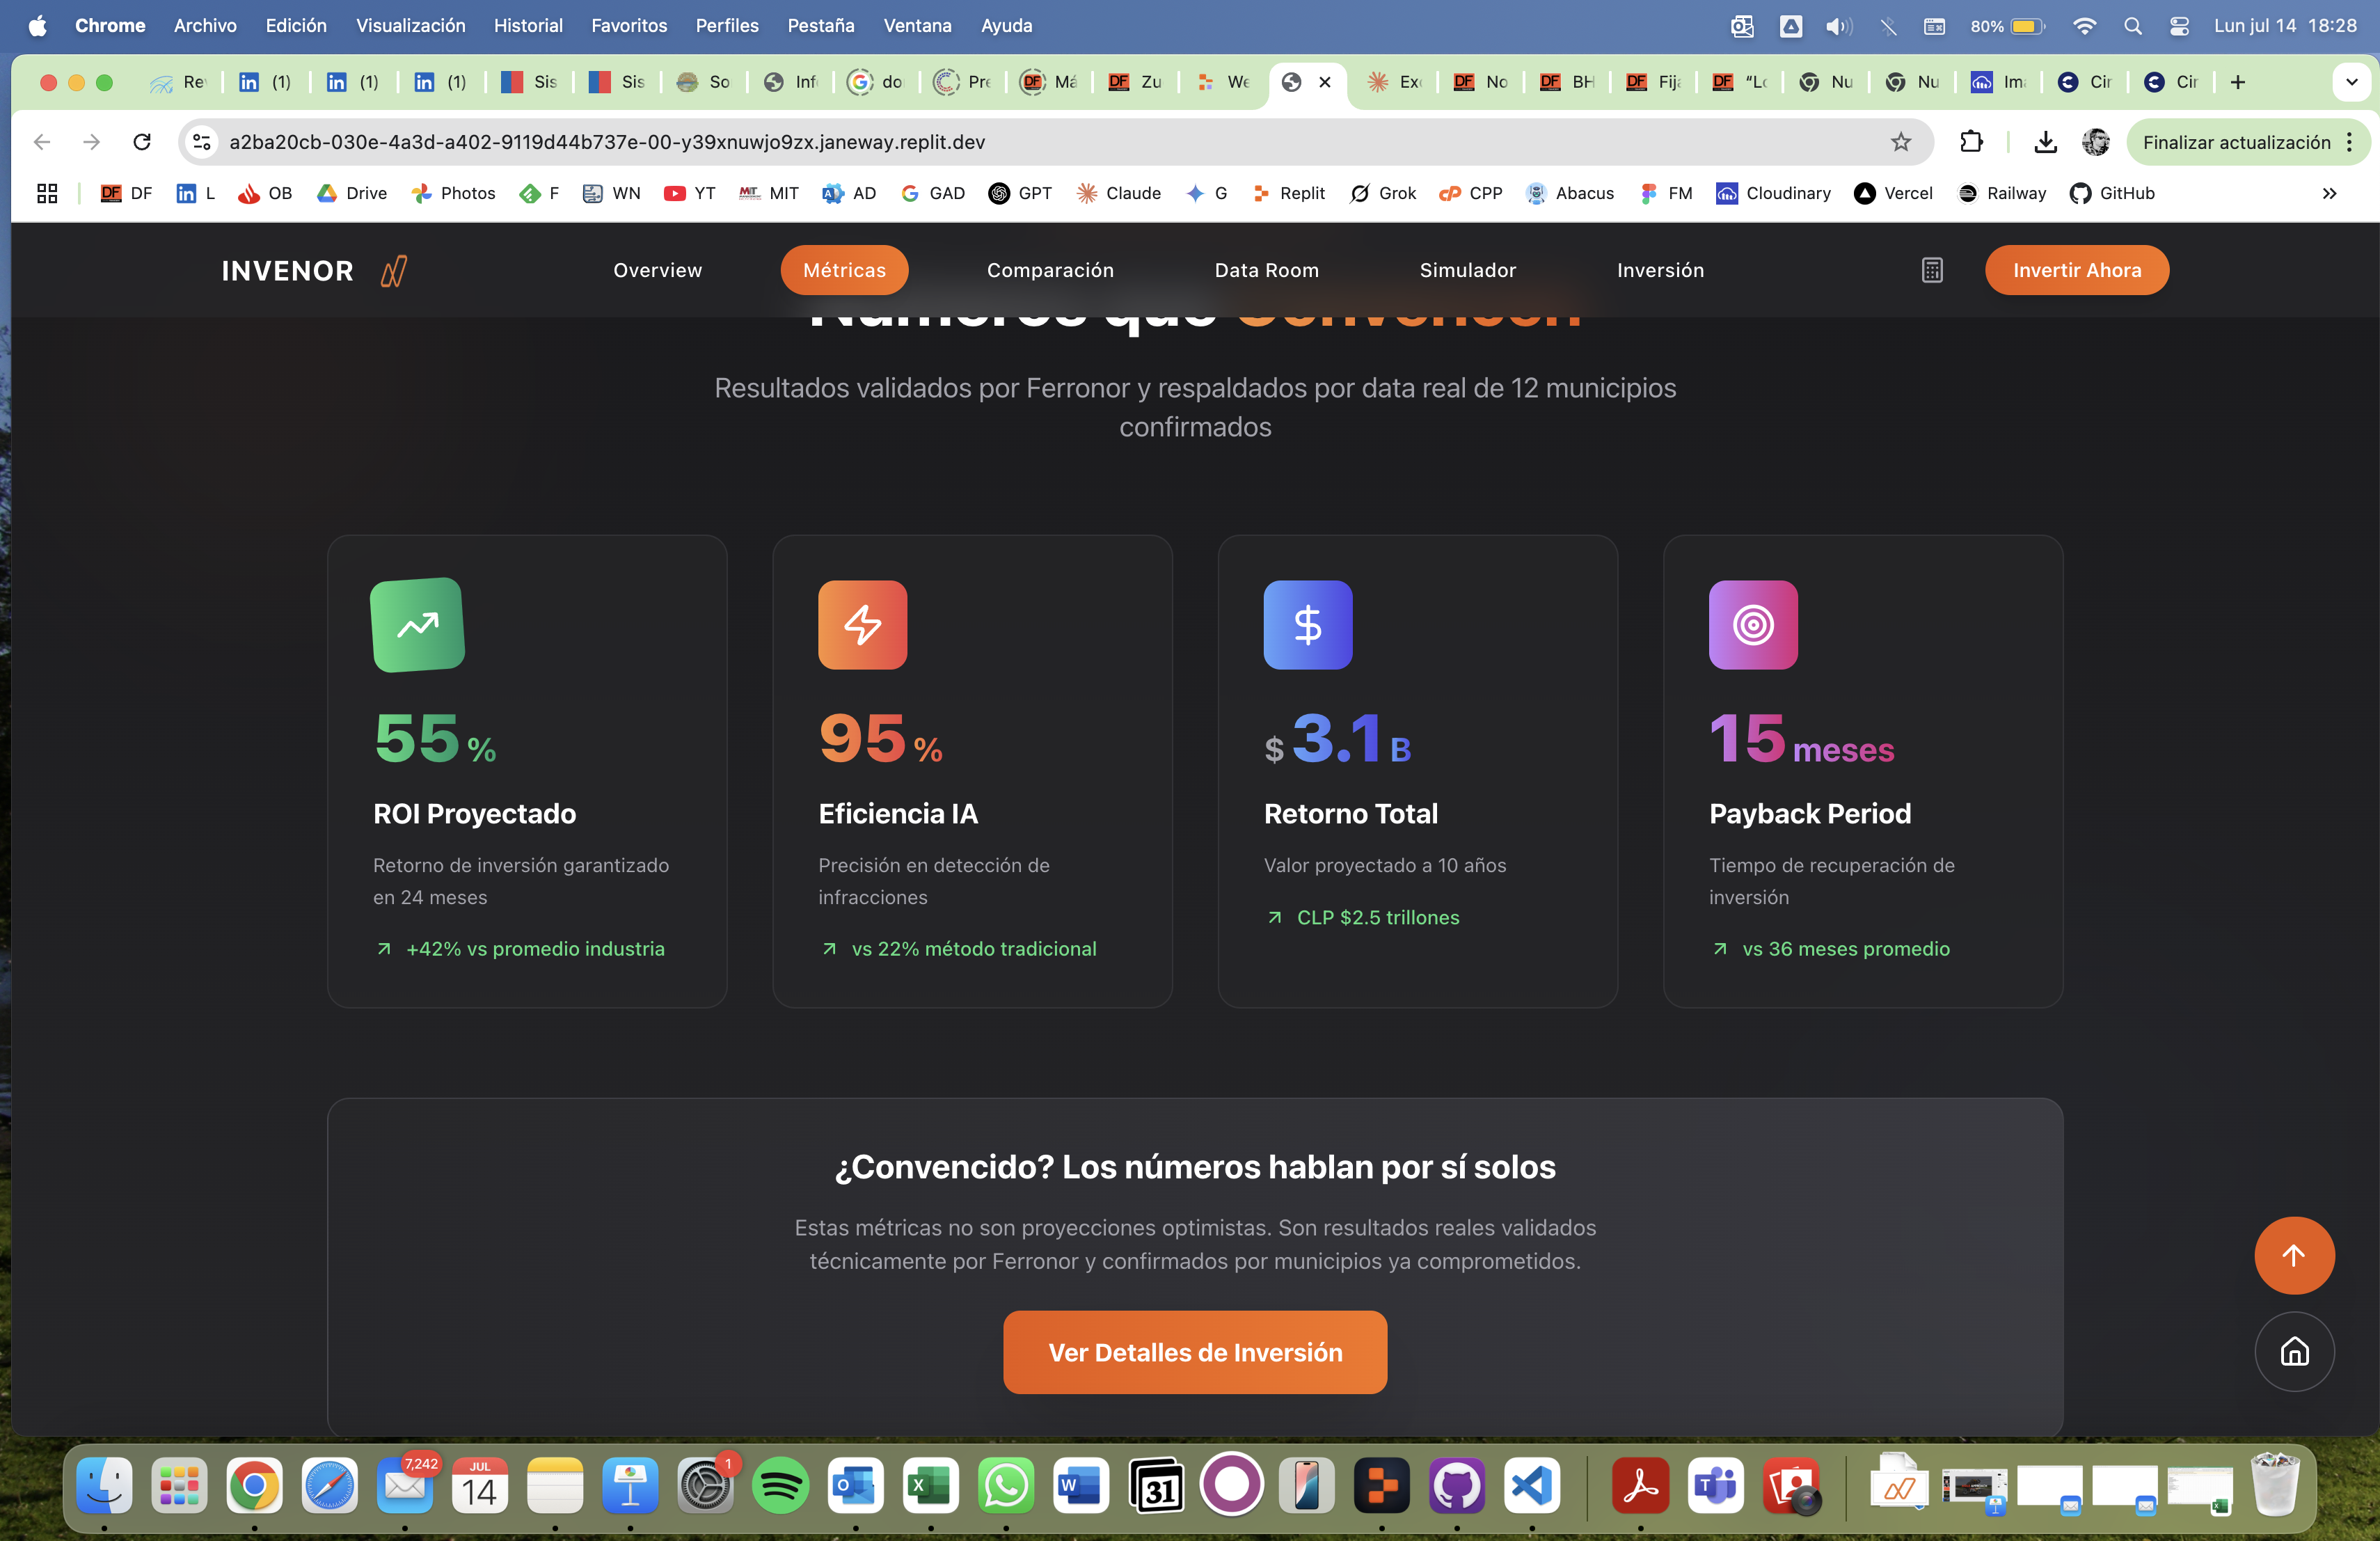 Chrome Archivo Edición Visualización Historial Favoritos Perfiles Pestaña Ventana Ayuda 80% Lun jul 14 18:28
(1) (1) (1) Sis Sis So Inf do Pre Má Zu We Exc No BH Fija “Lo Nu Nu Im Cir Cir
a2ba20cb-030e-4a3d-a402-9119d44b737e-00-y39xnuwjo9zx.janeway.replit.dev Finalizar actualización
DF L OB Drive Photos F WN YT MIT AD GAD GPT Claude G Replit Grok CPP Abacus FM Cloudinary Vercel Railway GitHub
INVENOR Overview Métricas Comparación Data Room Simulador Inversión Invertir Ahora
Números que Convencen
Resultados validados por Ferronor y respaldados por data real de 12 municipios
confirmados
55 %
ROI Proyectado
Retorno de inversión garantizado
en 24 meses
+42% vs promedio industria
95 %
Eficiencia IA
Precisión en detección de
infracciones
vs 22% método tradicional
$ 3.1 B
Retorno Total
Valor proyectado a 10 años
CLP $2.5 trillones
15 meses
Payback Period
Tiempo de recuperación de
inversión
vs 36 meses promedio
¿Convencido? Los números hablan por sí solos
Estas métricas no son proyecciones optimistas. Son resultados reales validados
técnicamente por Ferronor y confirmados por municipios ya comprometidos.
Ver Detalles de Inversión
7,242
JUL
14
1
31